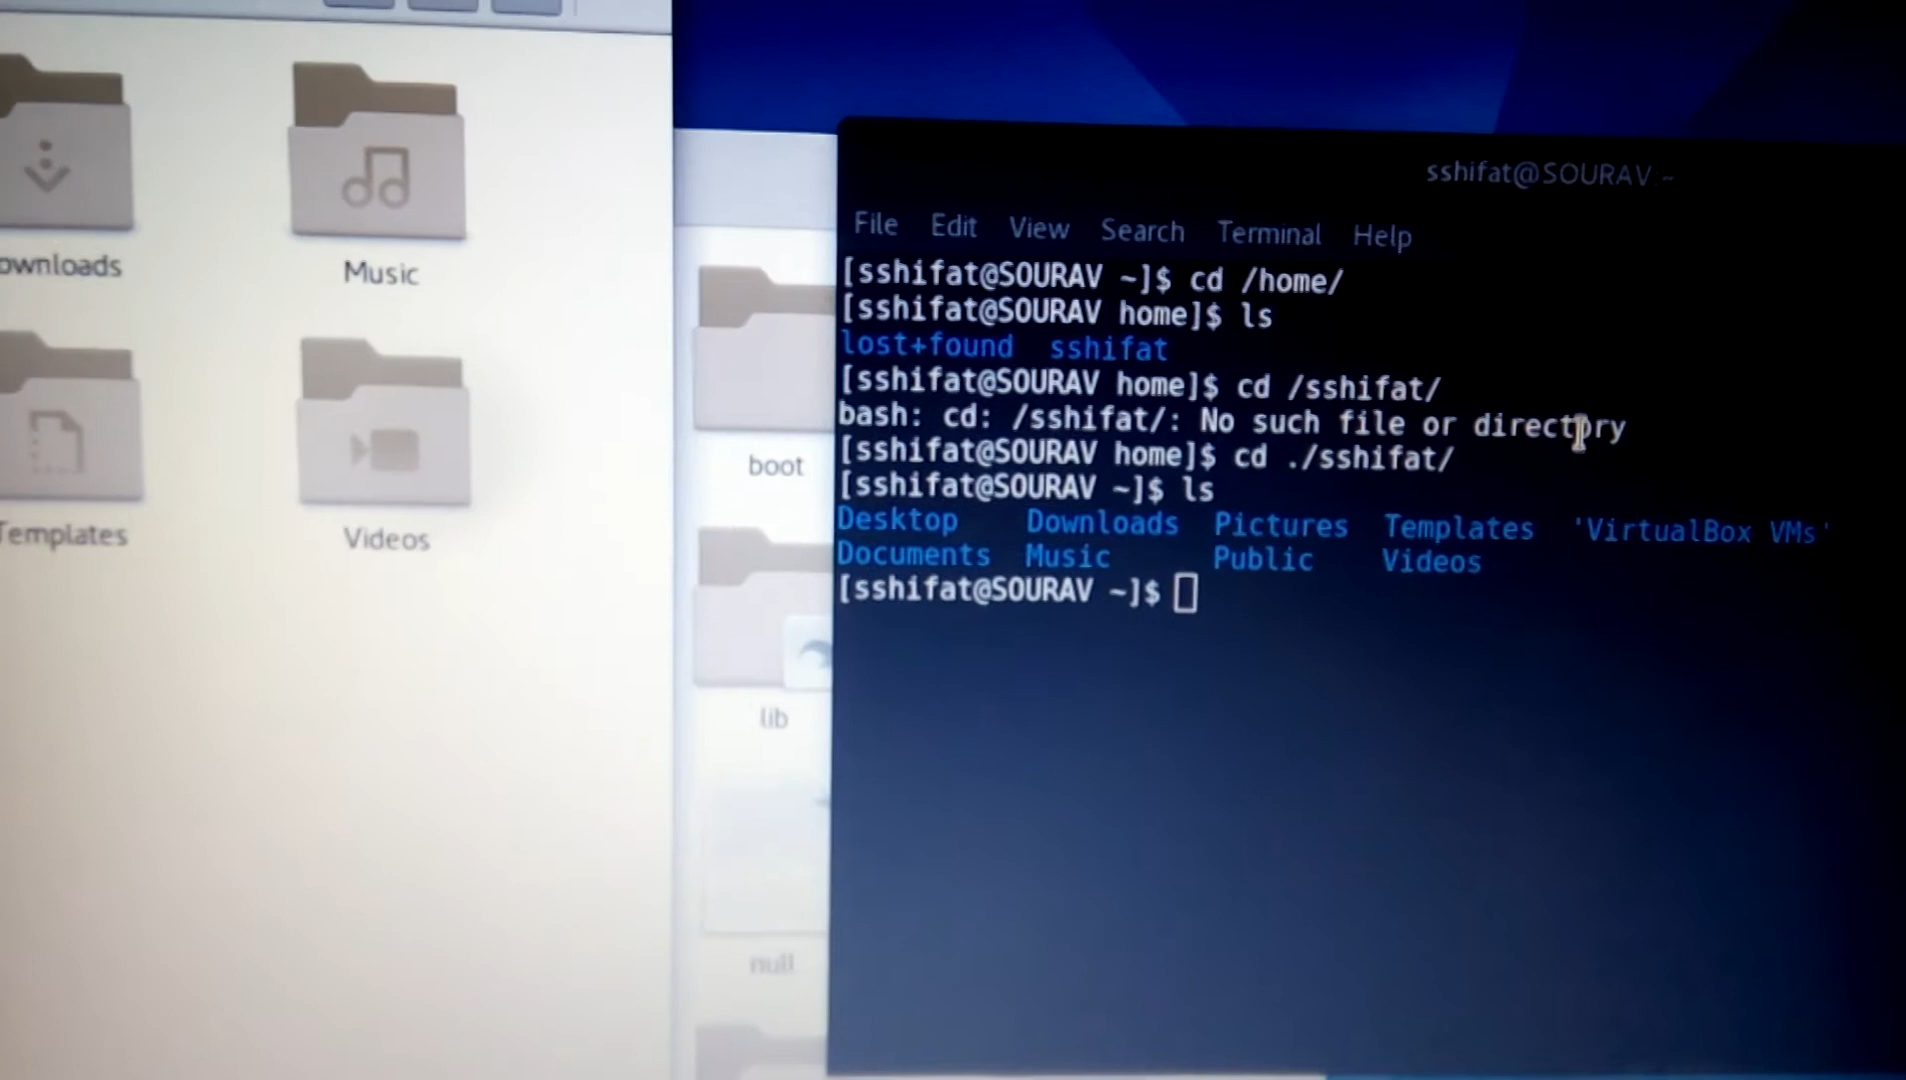 ownloads
Music
Templates
Videos
boot
lib
null
sshifat@SOURAV:~
File Edit View Search Terminal Help
[sshifat@SOURAV ~]$ cd /home/
[sshifat@SOURAV home]$ ls
lost+found sshifat
[sshifat@SOURAV home]$ cd /sshifat/
bash: cd: /sshifat/: No such file or directory
[sshifat@SOURAV home]$ cd ./sshifat/
[sshifat@SOURAV ~]$ ls
Desktop Downloads Pictures Templates 'VirtualBox VMs'
Documents Music Public Videos
[sshifat@SOURAV ~]$